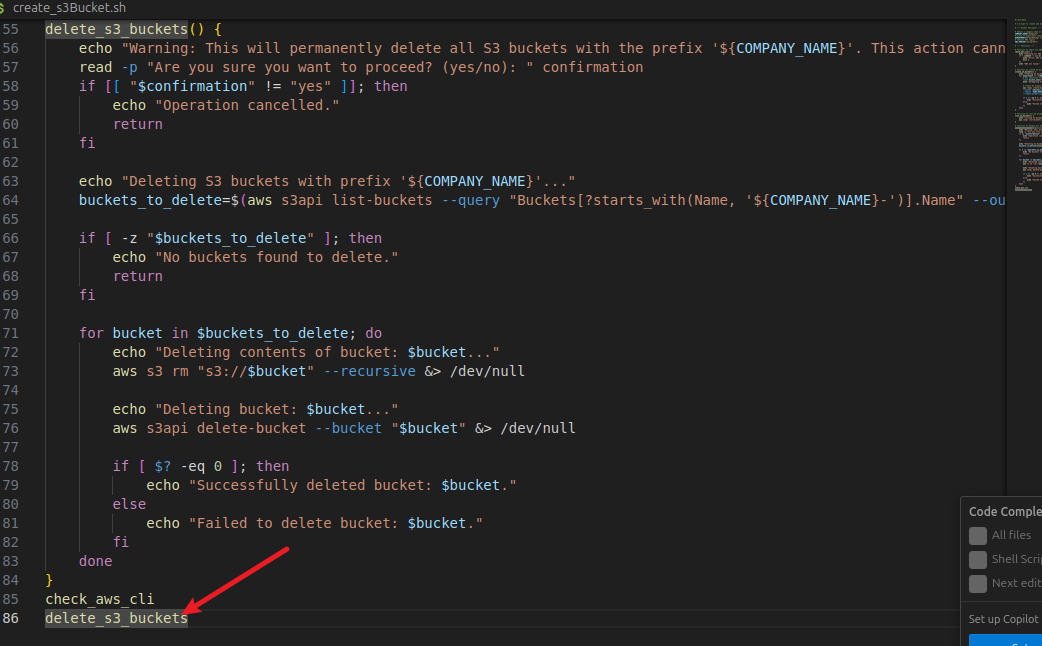 $ create_s3Bucket.sh
55 delete_s3_buckets() {
56 echo "Warning: This will permanently delete all S3 buckets with the prefix '${COMPANY_NAME}'. This action cann
57 read -p "Are you sure you want to proceed? (yes/no): " confirmation
58 if [[ "$confirmation" != "yes" ]]; then
59 echo "Operation cancelled."
60 return
61 fi
62
63 echo "Deleting S3 buckets with prefix '${COMPANY_NAME}'..."
64 buckets_to_delete=$(aws s3api list-buckets --query "Buckets[?starts_with(Name, '${COMPANY_NAME}-')].Name" --ou
65
66 if [ -z "$buckets_to_delete" ]; then
67 echo "No buckets found to delete."
68 return
69 fi
70
71 for bucket in $buckets_to_delete; do
72 echo "Deleting contents of bucket: $bucket..."
73 aws s3 rm "s3://$bucket" --recursive &> /dev/null
74
75 echo "Deleting bucket: $bucket..."
76 aws s3api delete-bucket --bucket "$bucket" &> /dev/null
77
78 if [ $? -eq 0 ]; then
79 echo "Successfully deleted bucket: $bucket."
80 else
81 echo "Failed to delete bucket: $bucket."
82 fi
83 done
84 }
85 check_aws_cli
86 delete_s3_buckets
Code Comple
All files
Shell Scri
Next edit
Set up Copilot